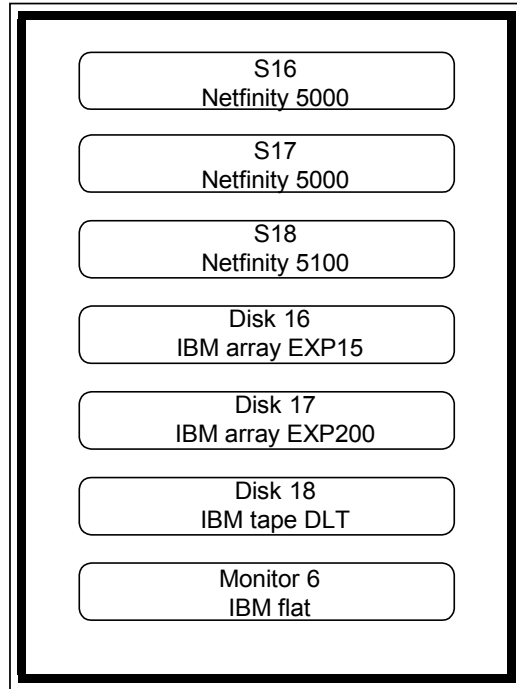 S16
Netfinity 5000
S17
Netfinity 5000
S18
Netfinity 5100
Disk 16
IBM array EXP15
Disk 17
IBM array EXP200
Disk 18
IBM tape DLT
Monitor 6
IBM flat